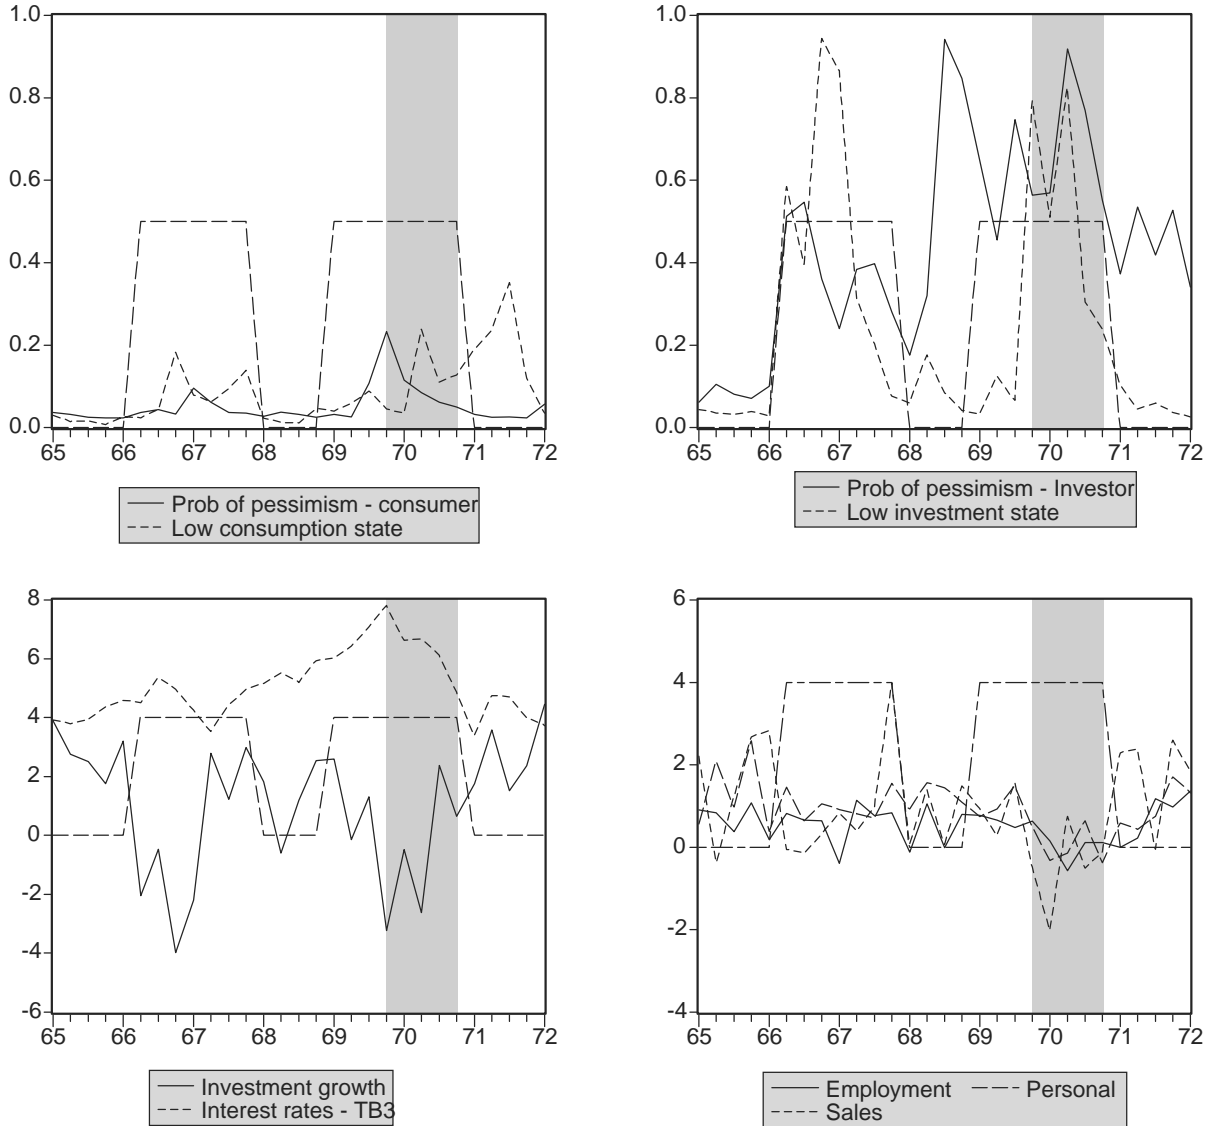 1.0
0.8
0.6
0.4
0.2
0.0
65 66 67 68 69 70 71 72
Prob of pessimism - consumer
Low consumption state
1.0
0.8
0.6
0.4
0.2
0.0
65 66 67 68 69 70 71 72
Prob of pessimism - Investor
Low investment state
8
6
4
2
0
-2
-4
-6
65 66 67 68 69 70 71 72
Investment growth
Interest rates - TB3
6
4
2
0
-2
-4
65 66 67 68 69 70 71 72
Employment Personal
Sales